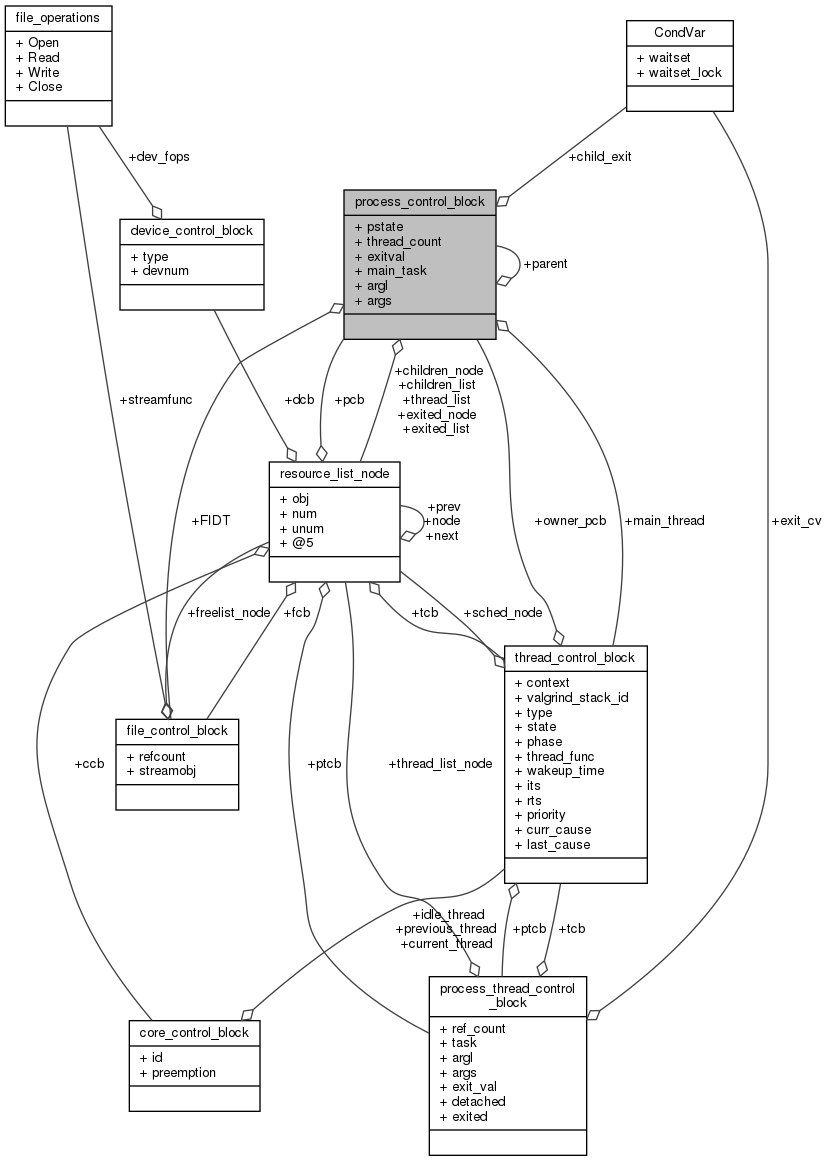 file_operations
+ Open
+ Read
+ Write
+ Close
CondVar
+ waitset
+ waitset_lock
+dev_fops
+child_exit
process_control_block
+ pstate
+ thread_count
+ exitval
+ main_task
+ argl
+ args
device_control_block
+ type
+ devnum
+parent
+children_node
+children_list
+thread_list
+exited_node
+exited_list
+streamfunc
+dcb
+pcb
resource_list_node
+ obj
+ num
+ unum
+ @5
+prev
+node
+next
+FIDT
+owner_pcb
+main_thread
+exit_cv
+freelist_node
+fcb
+tcb
+sched_node
thread_control_block
+ context
+ valgrind_stack_id
+ type
+ state
+ phase
+ thread_func
+ wakeup_time
+ its
+ rts
+ priority
+ curr_cause
+ last_cause
file_control_block
+ refcount
+ streamobj
+ccb
+ptcb
+thread_list_node
+idle_thread
+previous_thread
+current_thread
+ptcb
+tcb
process_thread_control
_block
+ ref_count
+ task
+ argl
+ args
+ exit_val
+ detached
+ exited
core_control_block
+ id
+ preemption